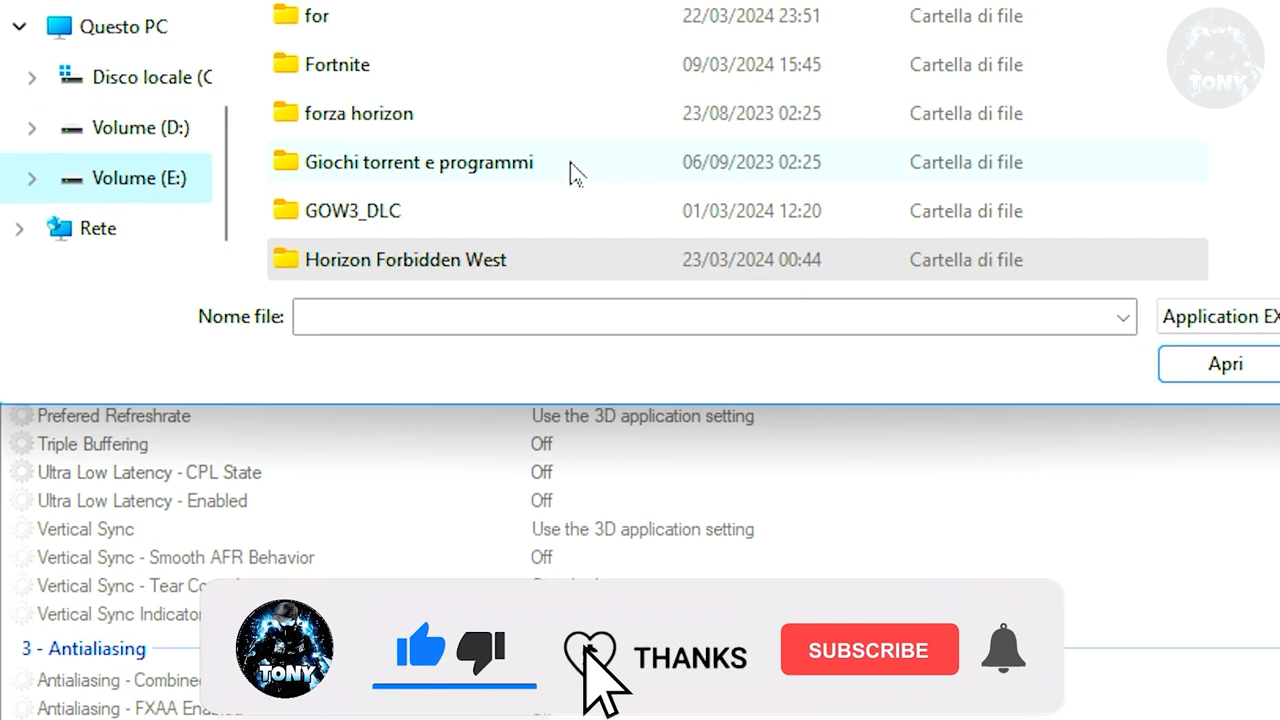 Questo PC
for 22/03/2024 23:51 Cartella di file
TONY
Disco locale (C
Fortnite 09/03/2024 15:45 Cartella di file
forza horizon 23/08/2023 02:25 Cartella di file
Volume (D:)
Giochi torrent e programmi 06/09/2023 02:25 Cartella di file
Volume (E:)
GOW3_DLC 01/03/2024 12:20 Cartella di file
Rete
Horizon Forbidden West 23/03/2024 00:44 Cartella di file
Nome file: Application EX
Apri
Prefered Refreshrate Use the 3D application setting
Triple Buffering Off
Ultra Low Latency - CPL State Off
Ultra Low Latency - Enabled Off
Vertical Sync Use the 3D application setting
Vertical Sync - Smooth AFR Behavior Off
Vertical Sync - Tear
Vertical Sync Indicator
3 - Antialiasing
Antialiasing - Combine
Antialiasing - FXAA
TONY
THANKS
SUBSCRIBE